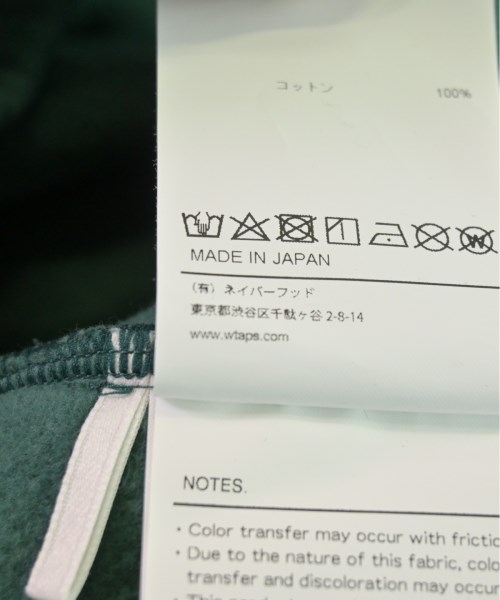 コットン 100%
MADE IN JAPAN
（有）ネイバーフッド
東京都渋谷区千駄ヶ谷 2-8-14
www.wtaps.com
NOTES.
・Color transfer may occur with frictio
・Due to the nature of this fabric, colo
transfer and discoloration may occur